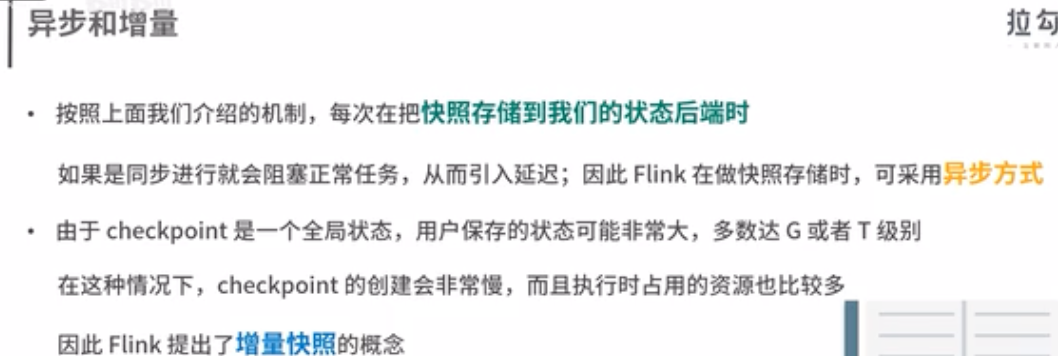 异步和增量
拉勾
• 按照上面我们介绍的机制，每次在把快照存储到我们的状态后端时
如果是同步进行就会阻塞正常任务，从而引入延迟；因此 Flink 在做快照存储时，可采用异步方式
• 由于 checkpoint 是一个全局状态，用户保存的状态可能非常大，多数达 G 或者 T 级别
在这种情况下，checkpoint 的创建会非常慢，而且执行时占用的资源也比较多
因此 Flink 提出了增量快照的概念